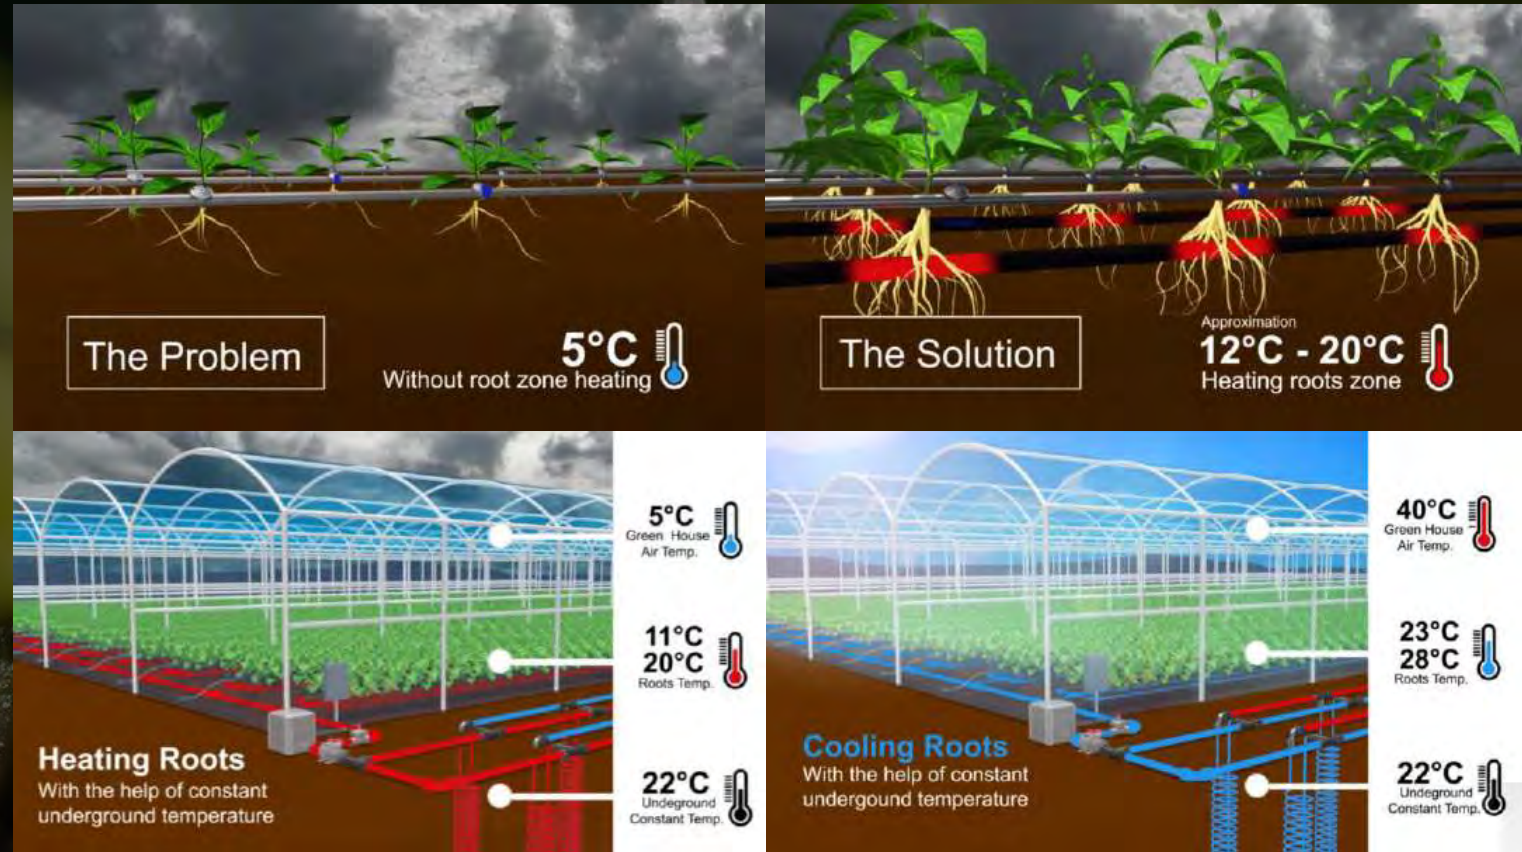 The Problem
5°C
Without root zone heating
The Solution
Approximation
12°C - 20°C
Heating roots zone
Heating Roots
With the help of constant
underground temperature
5°C
Green House
Air Temp.
11°C
20°C
Roots Temp.
22°C
Undeground
Constant Temp.
Cooling Roots
With the help of constant
undergound temperature
40°C
Green House
Air Temp.
23°C
28°C
Roots Temp.
22°C
Undeground
Constant Temp.